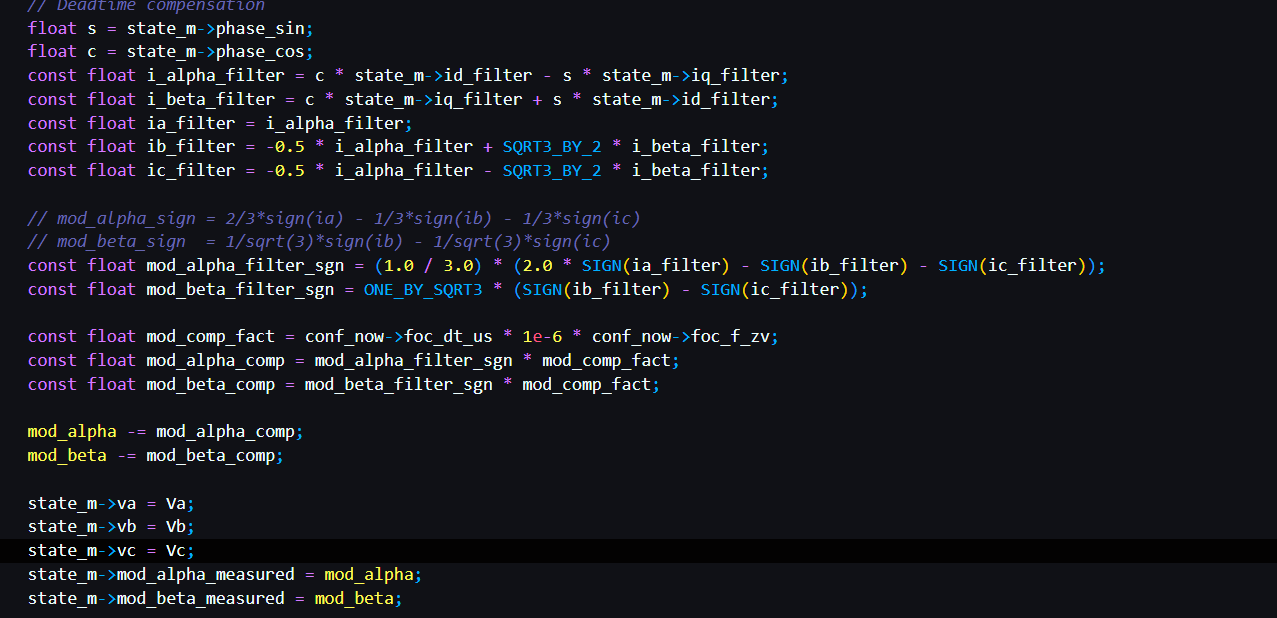 // Deadtime compensation
float s = state_m->phase_sin;
float c = state_m->phase_cos;
const float i_alpha_filter = c * state_m->id_filter - s * state_m->iq_filter;
const float i_beta_filter = c * state_m->iq_filter + s * state_m->id_filter;
const float ia_filter = i_alpha_filter;
const float ib_filter = -0.5 * i_alpha_filter + SQRT3_BY_2 * i_beta_filter;
const float ic_filter = -0.5 * i_alpha_filter - SQRT3_BY_2 * i_beta_filter;
// mod_alpha_sign = 2/3*sign(ia) - 1/3*sign(ib) - 1/3*sign(ic)
// mod_beta_sign  = 1/sqrt(3)*sign(ib) - 1/sqrt(3)*sign(ic)
const float mod_alpha_filter_sgn = (1.0 / 3.0) * (2.0 * SIGN(ia_filter) - SIGN(ib_filter) - SIGN(ic_filter));
const float mod_beta_filter_sgn = ONE_BY_SQRT3 * (SIGN(ib_filter) - SIGN(ic_filter));
const float mod_comp_fact = conf_now->foc_dt_us * 1e-6 * conf_now->foc_f_zv;
const float mod_alpha_comp = mod_alpha_filter_sgn * mod_comp_fact;
const float mod_beta_comp = mod_beta_filter_sgn * mod_comp_fact;
mod_alpha -= mod_alpha_comp;
mod_beta -= mod_beta_comp;
state_m->va = Va;
state_m->vb = Vb;
state_m->vc = Vc;
state_m->mod_alpha_measured = mod_alpha;
state_m->mod_beta_measured = mod_beta;